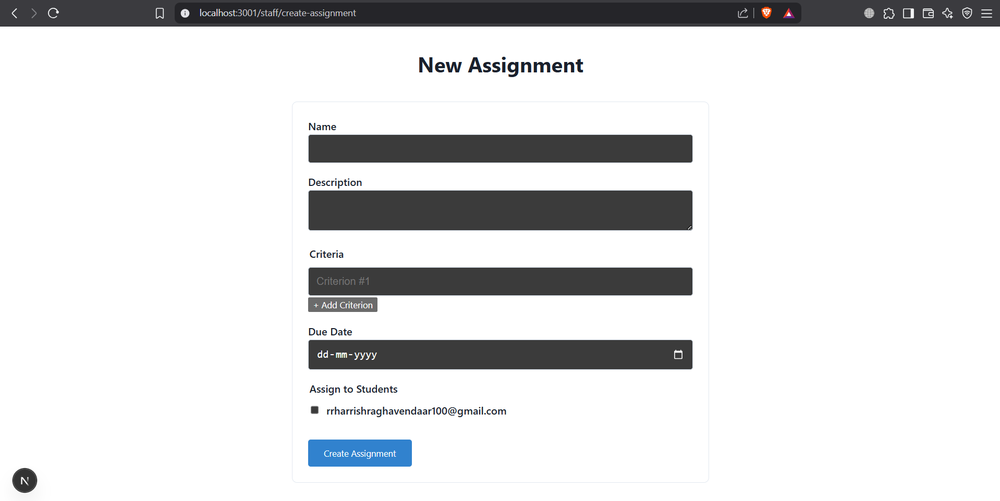 localhost:3001/staff/create-assignment
New Assignment
Name
Description
Criteria
Criterion #1
+ Add Criterion
Due Date
dd-mm-yyyy
Assign to Students
rrharrishraghavendaar100@gmail.com
Create Assignment
N